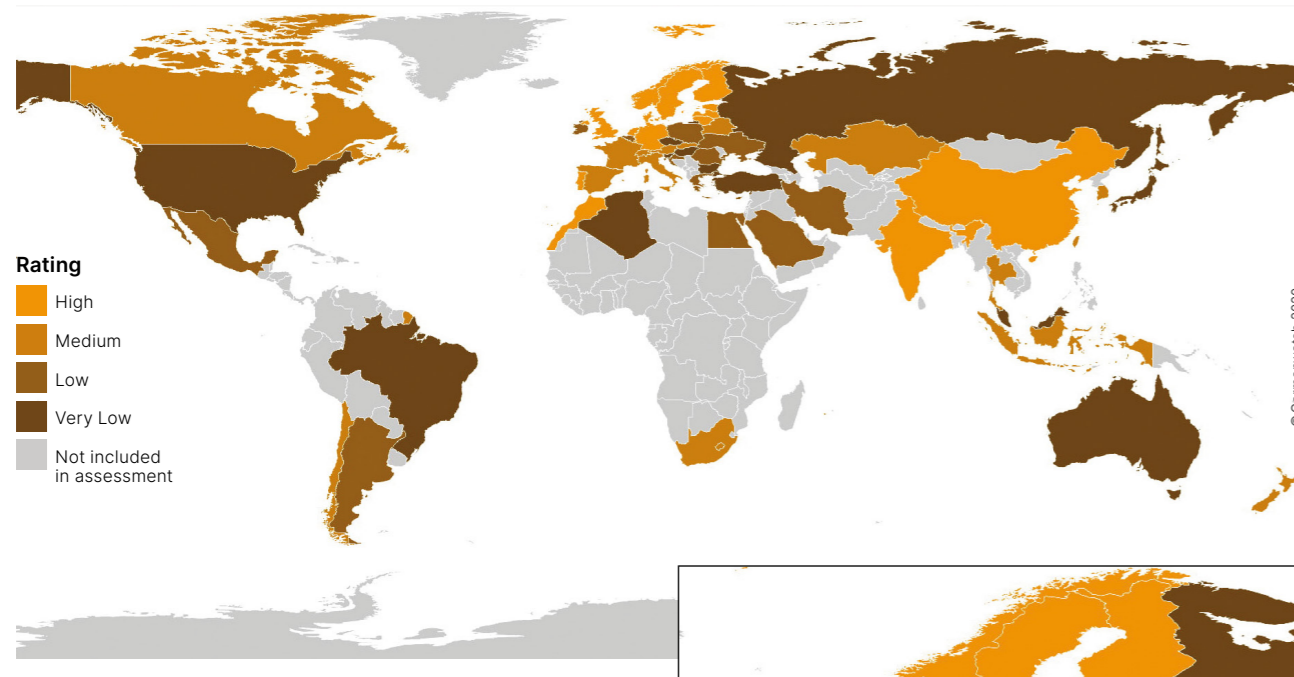 Rating
High
Medium
Low
Very Low
Not included
in assessment